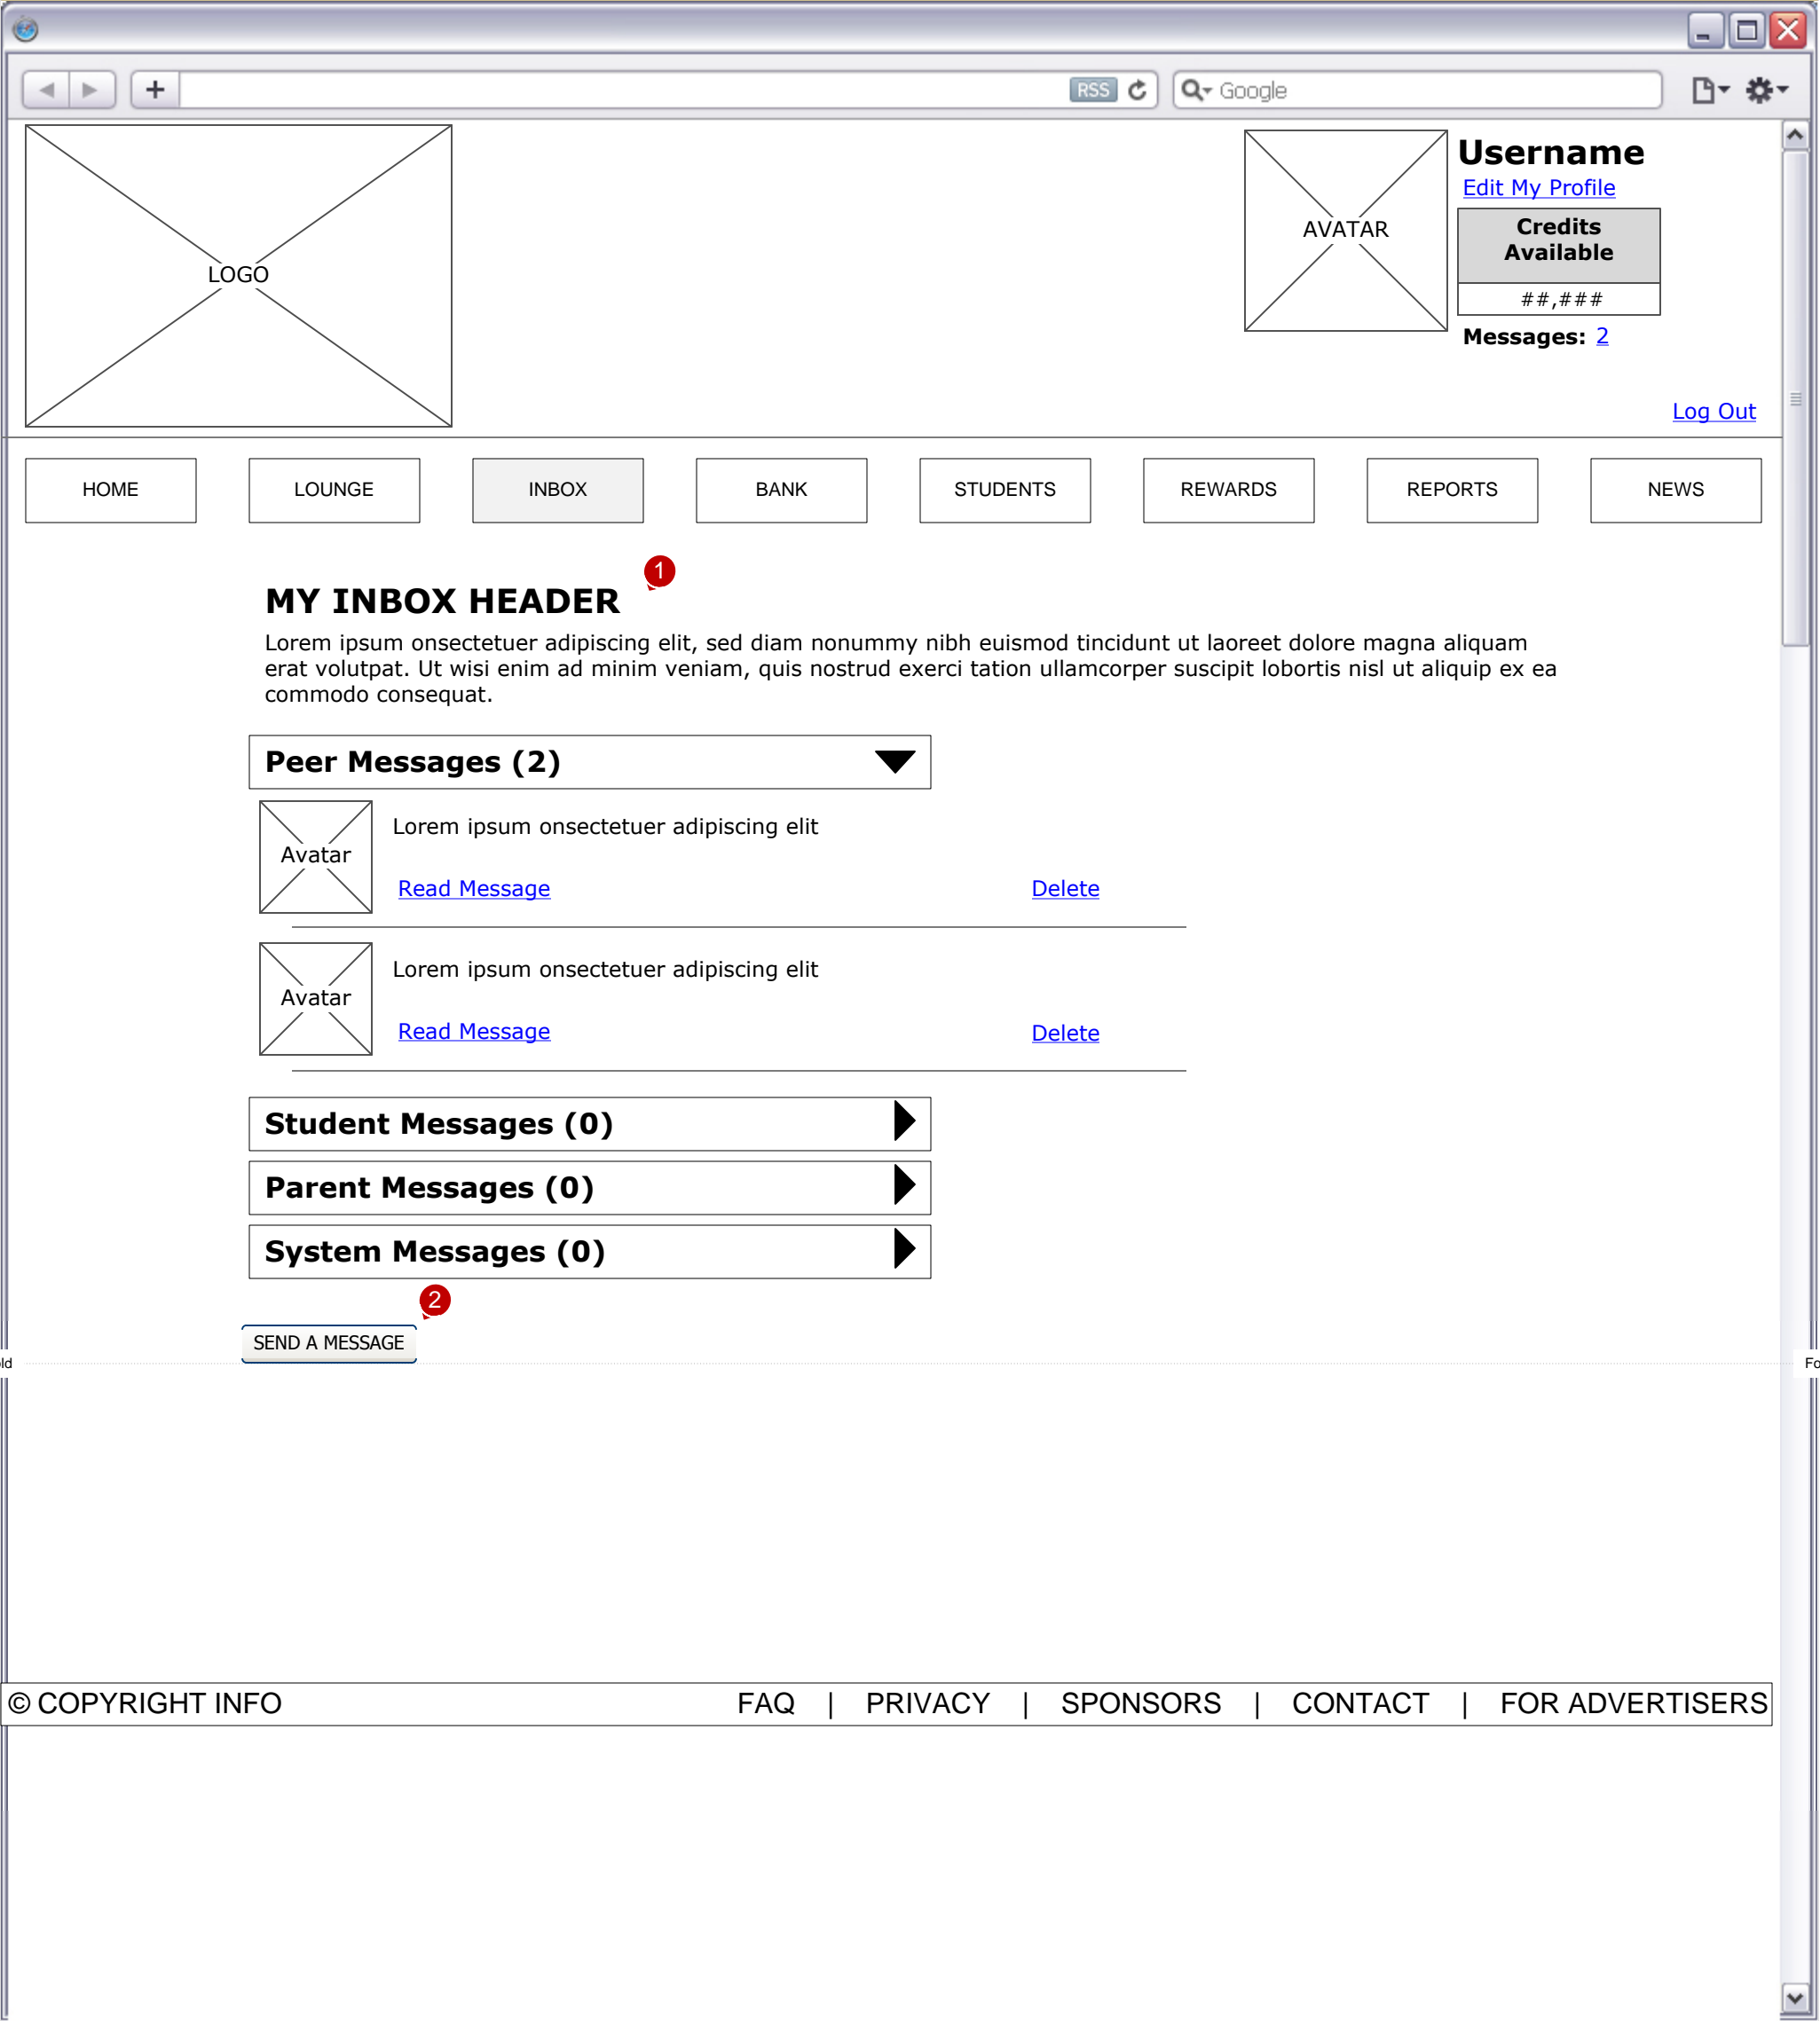 RSS
Google
LOGO
AVATAR
Username
Edit My Profile
Credits
Available
##,###
Messages: 2
Log Out
HOME
LOUNGE
INBOX
BANK
STUDENTS
REWARDS
REPORTS
NEWS
1
MY INBOX HEADER
Lorem ipsum onsectetuer adipiscing elit, sed diam nonummy nibh euismod tincidunt ut laoreet dolore magna aliquam
erat volutpat. Ut wisi enim ad minim veniam, quis nostrud exerci tation ullamcorper suscipit lobortis nisl ut aliquip ex ea
commodo consequat.
Peer Messages (2)
Avatar
Lorem ipsum onsectetuer adipiscing elit
Read Message
Delete
Avatar
Lorem ipsum onsectetuer adipiscing elit
Read Message
Delete
Student Messages (0)
Parent Messages (0)
System Messages (0)
2
SEND A MESSAGE
ld
Fo
© COPYRIGHT INFO
FAQ | PRIVACY | SPONSORS | CONTACT | FOR ADVERTISERS